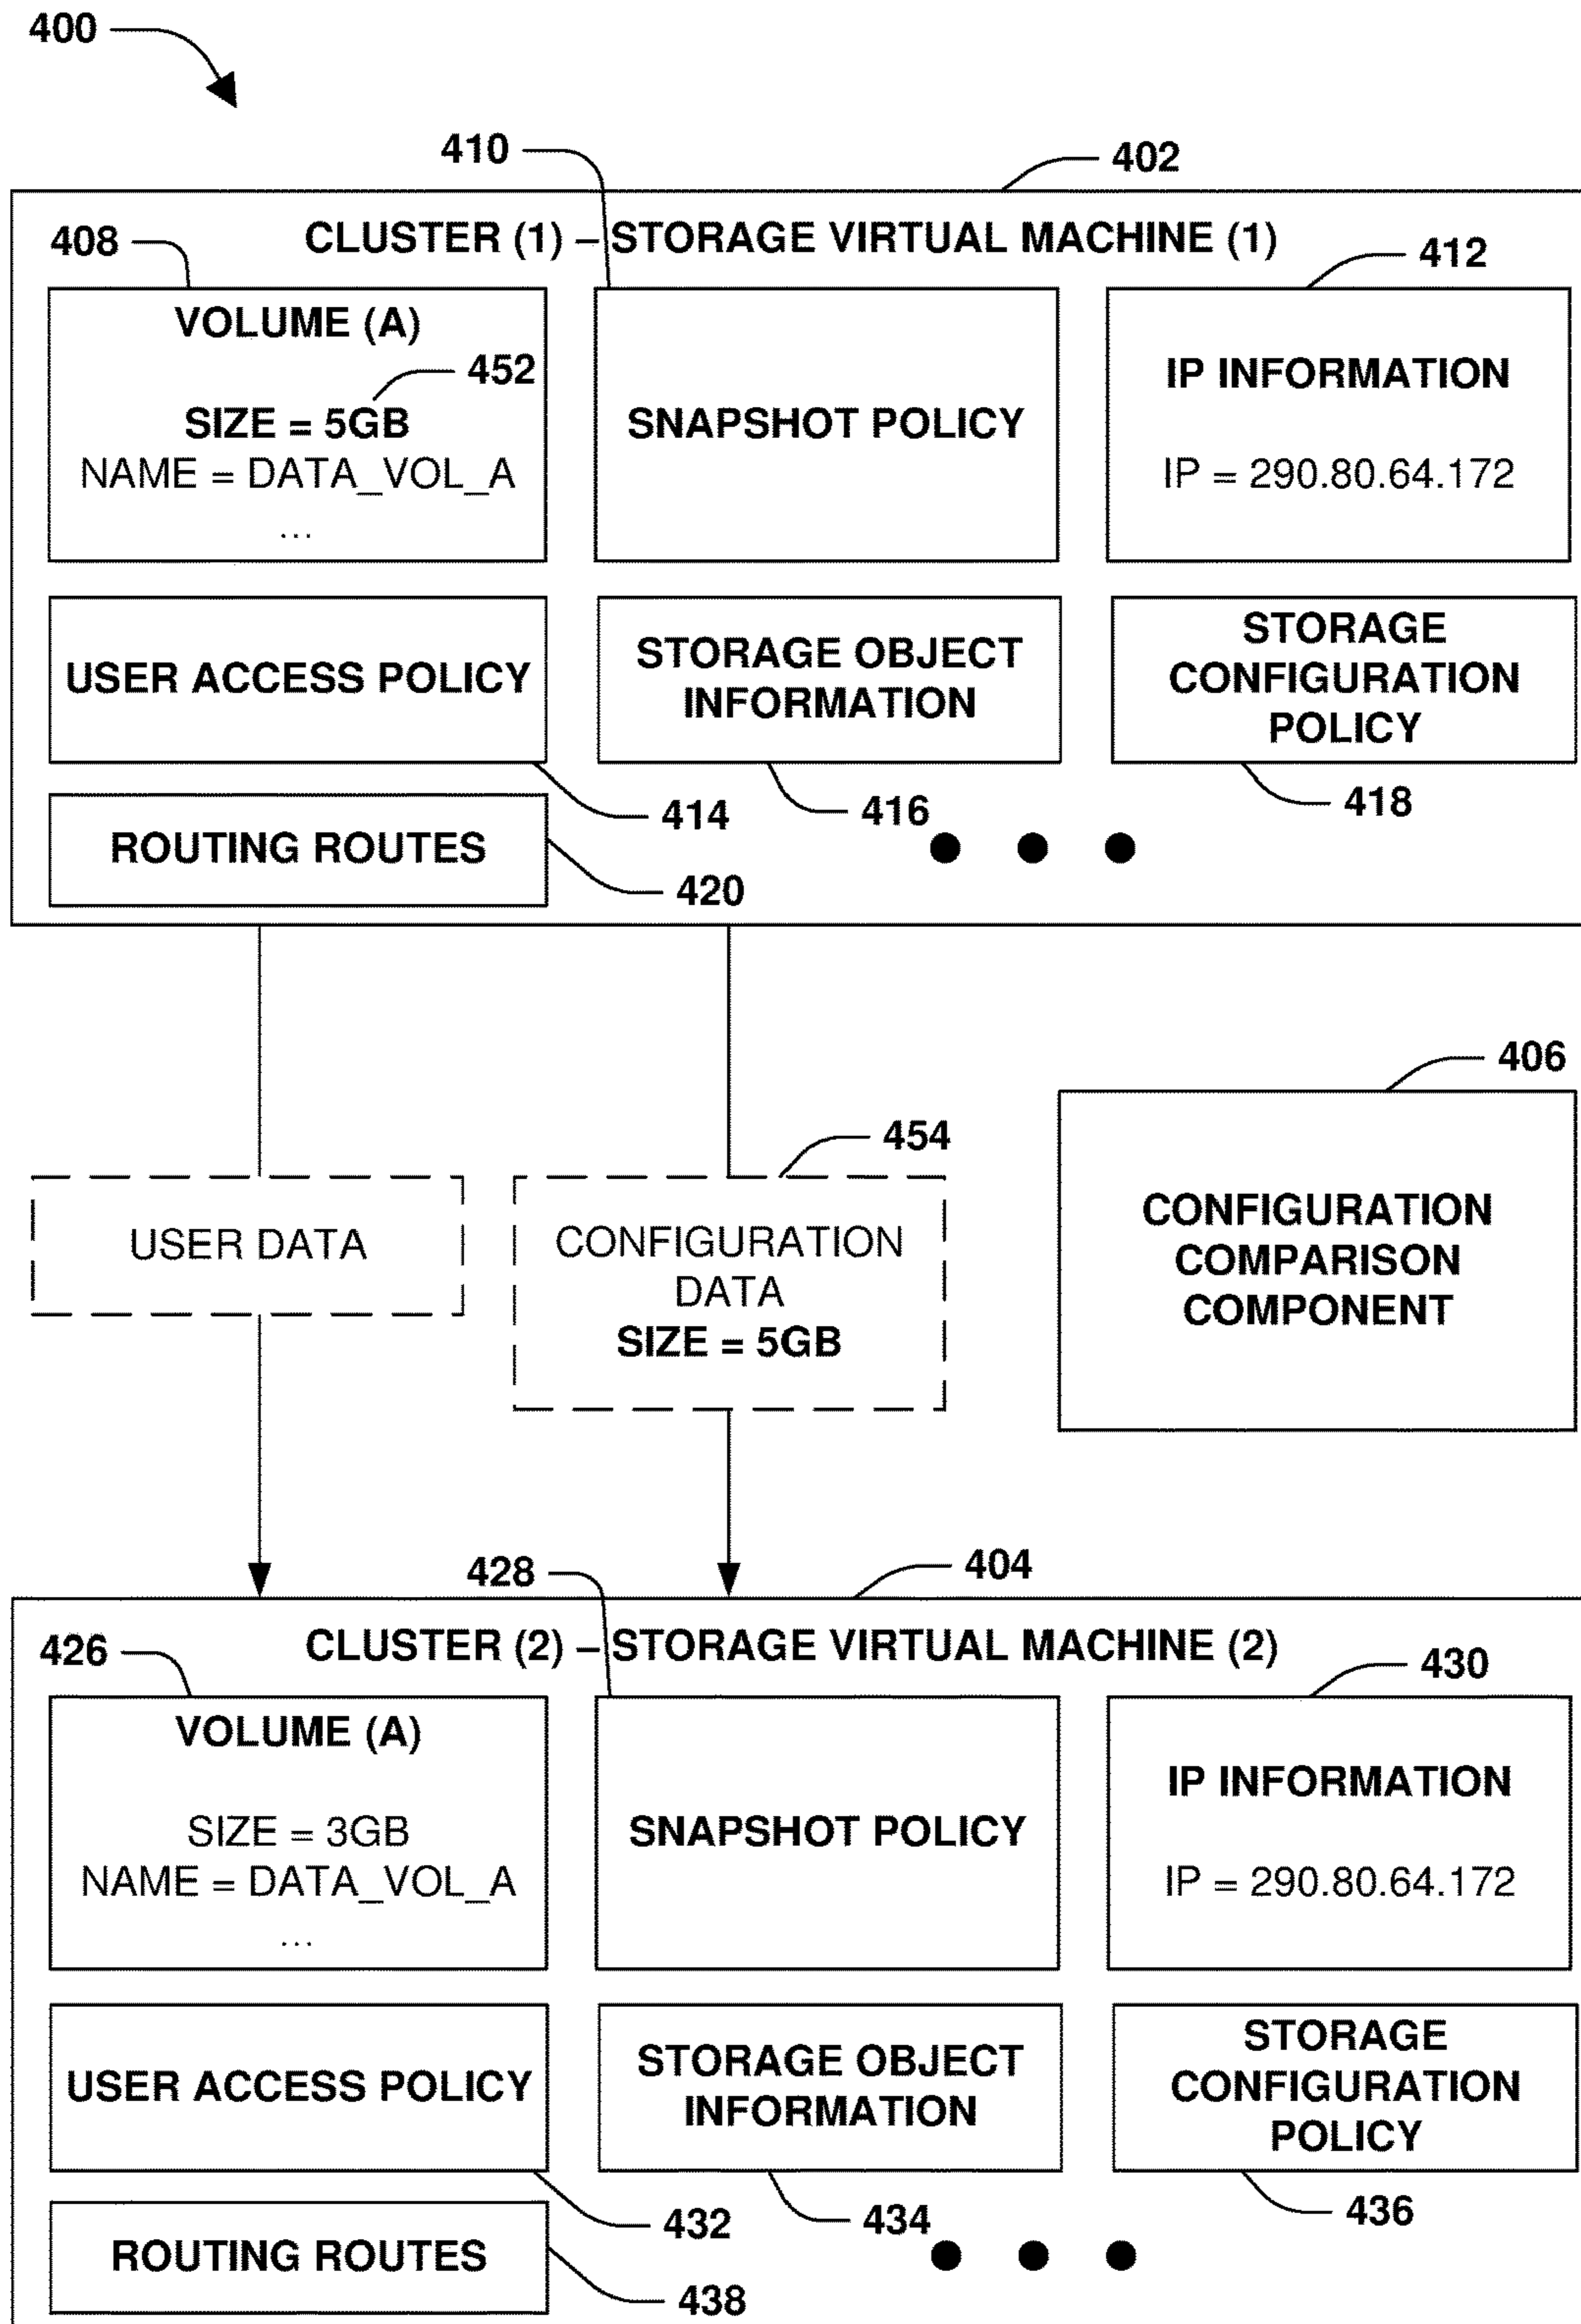 400
410
402
408
CLUSTER (1) – STORAGE VIRTUAL MACHINE (1)
412
VOLUME (A)
452
SIZE = 5GB
NAME = DATA_VOL_A
...
SNAPSHOT POLICY
IP INFORMATION
IP = 290.80.64.172
USER ACCESS POLICY
STORAGE OBJECT
INFORMATION
STORAGE
CONFIGURATION
POLICY
414
416
418
ROUTING ROUTES
420
406
454
USER DATA
CONFIGURATION
DATA
SIZE = 5GB
CONFIGURATION
COMPARISON
COMPONENT
428
404
426
CLUSTER (2) – STORAGE VIRTUAL MACHINE (2)
430
VOLUME (A)
SIZE = 3GB
NAME = DATA_VOL_A
...
SNAPSHOT POLICY
IP INFORMATION
IP = 290.80.64.172
USER ACCESS POLICY
STORAGE OBJECT
INFORMATION
STORAGE
CONFIGURATION
POLICY
432
434
436
ROUTING ROUTES
438